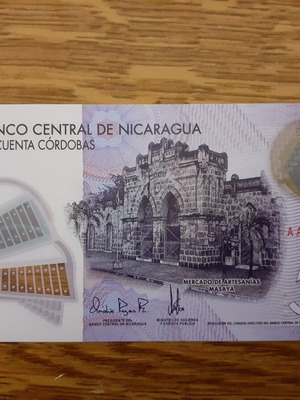 NCO CENTRAL DE NICARAGUA
CUENTA CÓRDOBAS
MERCADO DE ARTESANÍAS
MASAYA
PRESIDENTE DEL
BANCO CENTRAL DE NICARAGUA
MINISTRO DE HACIENDA
Y CRÉDITO PÚBLICO